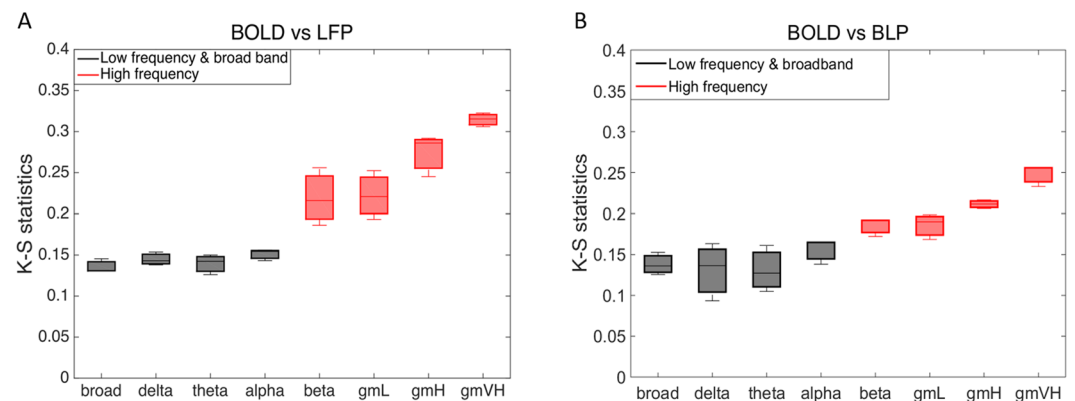 A
BOLD vs LFP
Low frequency & broad band
High frequency
K-S statistics
0.4
0.35
0.3
0.25
0.2
0.15
0.1
0.05
0
broad delta theta alpha beta gmL gmH gmVH
B
BOLD vs BLP
Low frequency & broadband
High frequency
K-S statistics
0.4
0.35
0.3
0.25
0.2
0.15
0.1
0.05
0
broad delta theta alpha beta gmL gmH gmVH